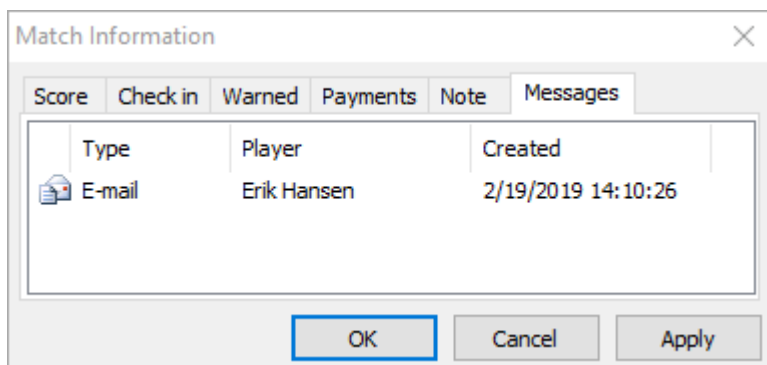 Match Information
Score Check in Warned Payments Note Messages
Type Player Created
E-mail Erik Hansen 2/19/2019 14:10:26
OK Cancel Apply